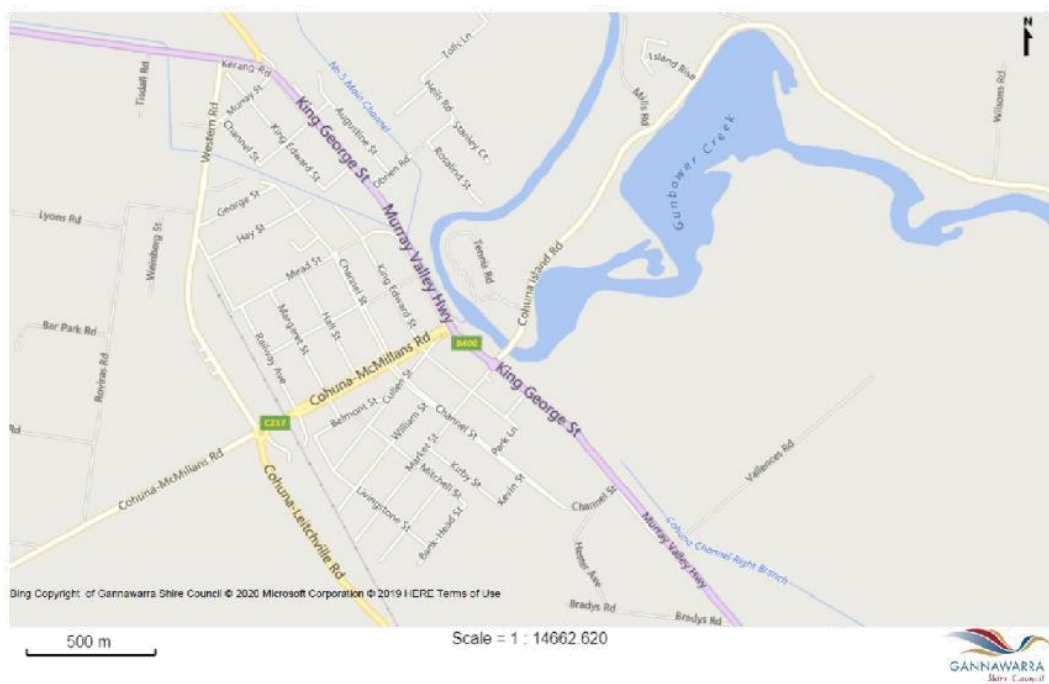 N
Tolls Ln
Island Rise
Kerang Rd
No 5 Main Channel
Tisdall Rd
Mills Rd
Wilsons Rd
Murray St
King George St
Augustine St
Heils Rd
Stanley Ct
Western Rd
Channel St
King Edward St
Obrien Rd
Rosalind St
Gunbower Creek
George St
Lyons Rd
Weinberg St
Hay St
Murray Valley Hwy
Tennis Rd
Cohuna Island Rd
Mead St
Channel St
King Edward St
Bar Park Rd
Margaret St
Hall St
Railway Ave
Roviras Rd
B400
Cohuna-McMillans Rd
King George St
Cullen St
Belmont St
C217
William St
Channel St
Park Ln
Rd
Market St
Vallences Rd
Cohuna-McMillans Rd
Kirby St
Mitchell St
Kevin St
Livingstone St
Channel St
Cohuna-Leitchville Rd
Bank-Head St
Murray Valley Hwy
Cohuna Channel Right Branch
Hester Ave
Bing Copyright of Gannawarra Shire Council © 2020 Microsoft Corporation © 2019 HERE Terms of Use
Bradys Rd
Bradys Rd
500 m
Scale = 1 : 14662.620
GANNAWARRA
Shire Council